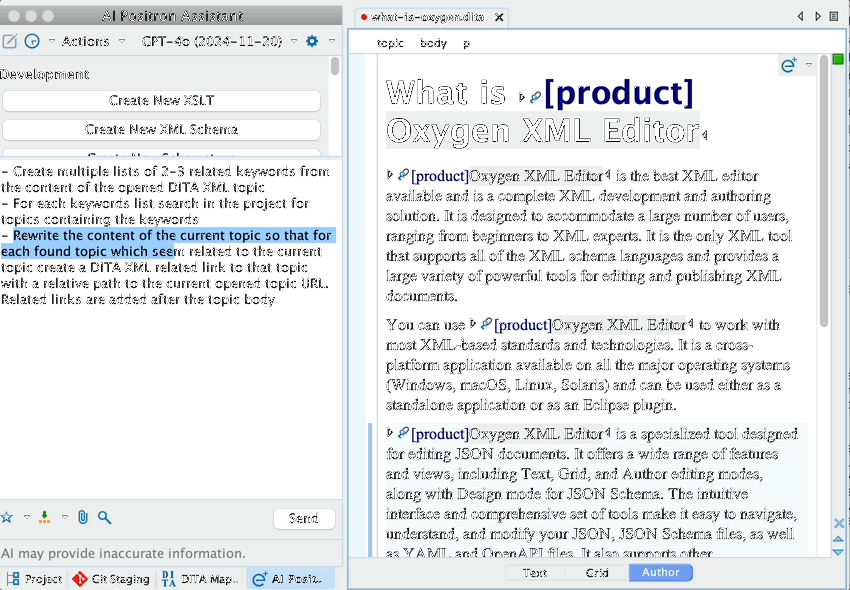 AI Positron Assistant
Actions GPT-4o (2024-11-20)
Development
Create New XSLT
Create New XML Schema
- Create multiple lists of 2-3 related keywords from
the content of the opened DITA XML topic
- For each keywords list search in the project for
topics containing the keywords
- Rewrite the content of the current topic so that for
each found topic which seem related to the current
topic create a DITA XML related link to that topic
with a relative path to the current opened topic URL.
Related links are added after the topic body
Send
AI may provide inaccurate information.
Project Git Staging DITA Map.. AI Posit..
what-is-oxygen.dita
topic body p
What is [product]
Oxygen XML Editor
[product]Oxygen XML Editor is the best XML editor
available and is a complete XML development and authoring
solution. It is designed to accommodate a large number of users,
ranging from beginners to XML experts. It is the only XML tool
that supports all of the XML schema languages and provides a
large variety of powerful tools for editing and publishing XML
documents.
You can use [product]Oxygen XML Editor to work with
most XML-based standards and technologies. It is a cross-
platform application available on all the major operating systems
(Windows, macOS, Linux, Solaris) and can be used either as a
standalone application or as an Eclipse plugin.
[product]Oxygen XML Editor is a specialized tool designed
for editing JSON documents. It offers a wide range of features
and views, including Text, Grid, and Author editing modes,
along with Design mode for JSON Schema. The intuitive
interface and comprehensive set of tools make it easy to navigate,
understand, and modify your JSON, JSON Schema files, as well
as YAML and OpenAPI files. It also supports other
Text Grid Author